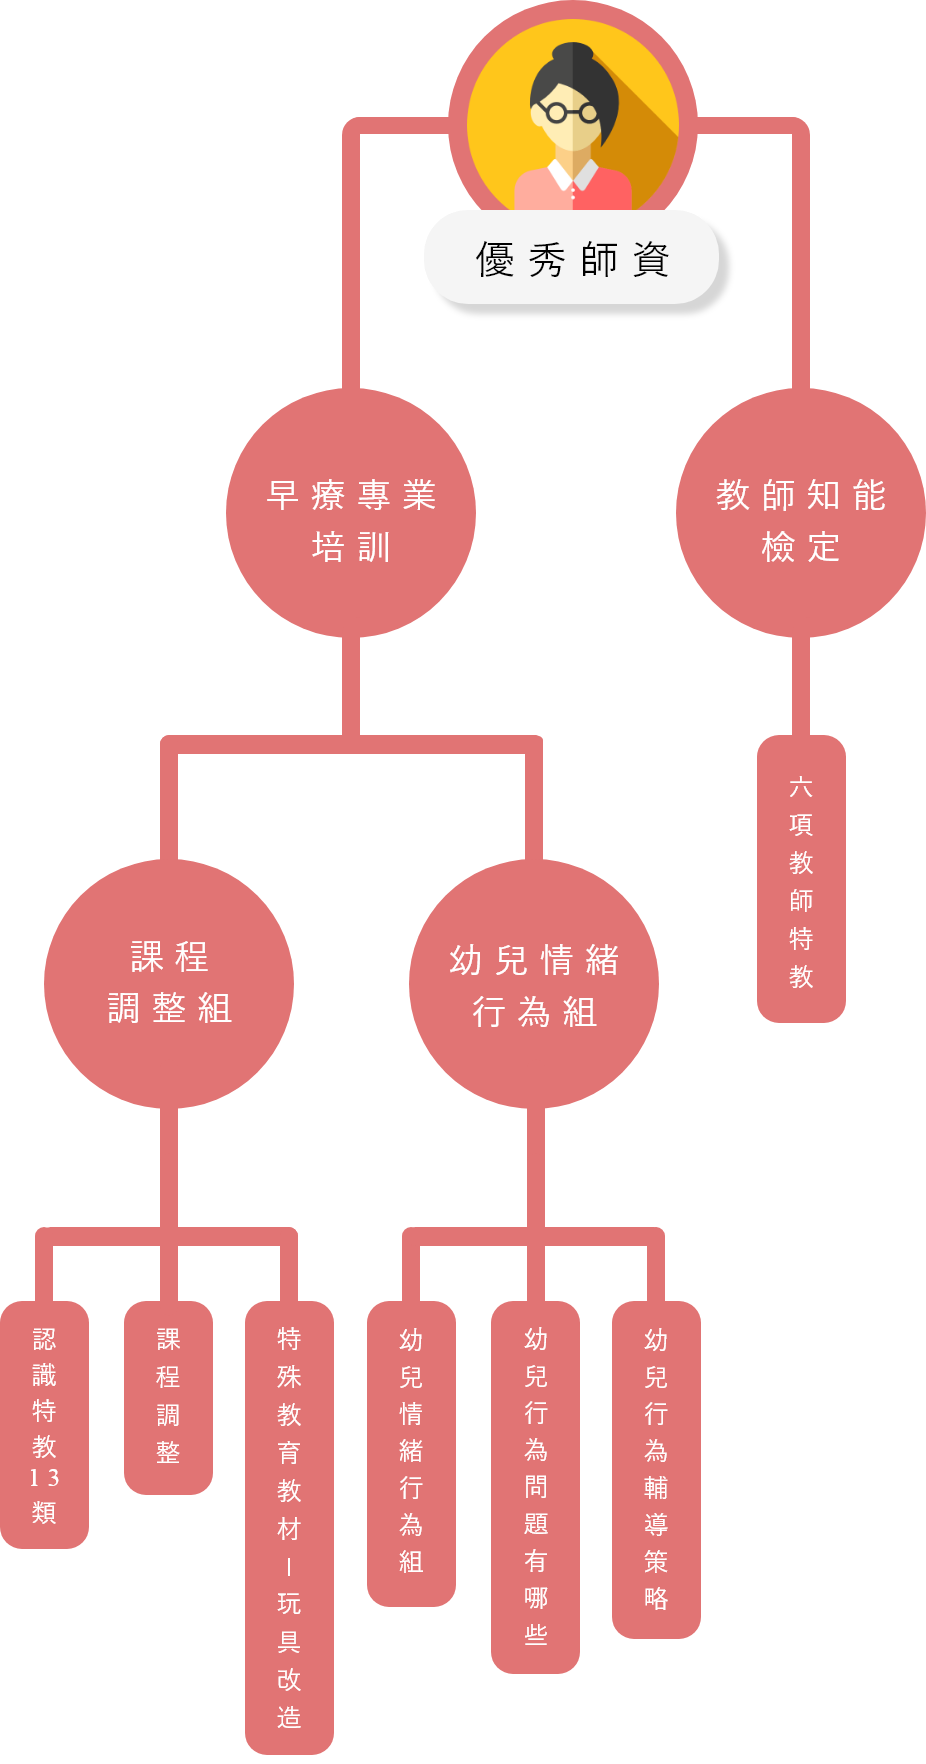 優秀師資
早療專業
培訓
教師知能
檢定
六項教師特教
課程
調整組
幼兒情緒
行為組
認識特教13類
課程調整
特殊教育教材－玩具改造
幼兒情緒行為組
幼兒行為問題有哪些
幼兒行為輔導策略